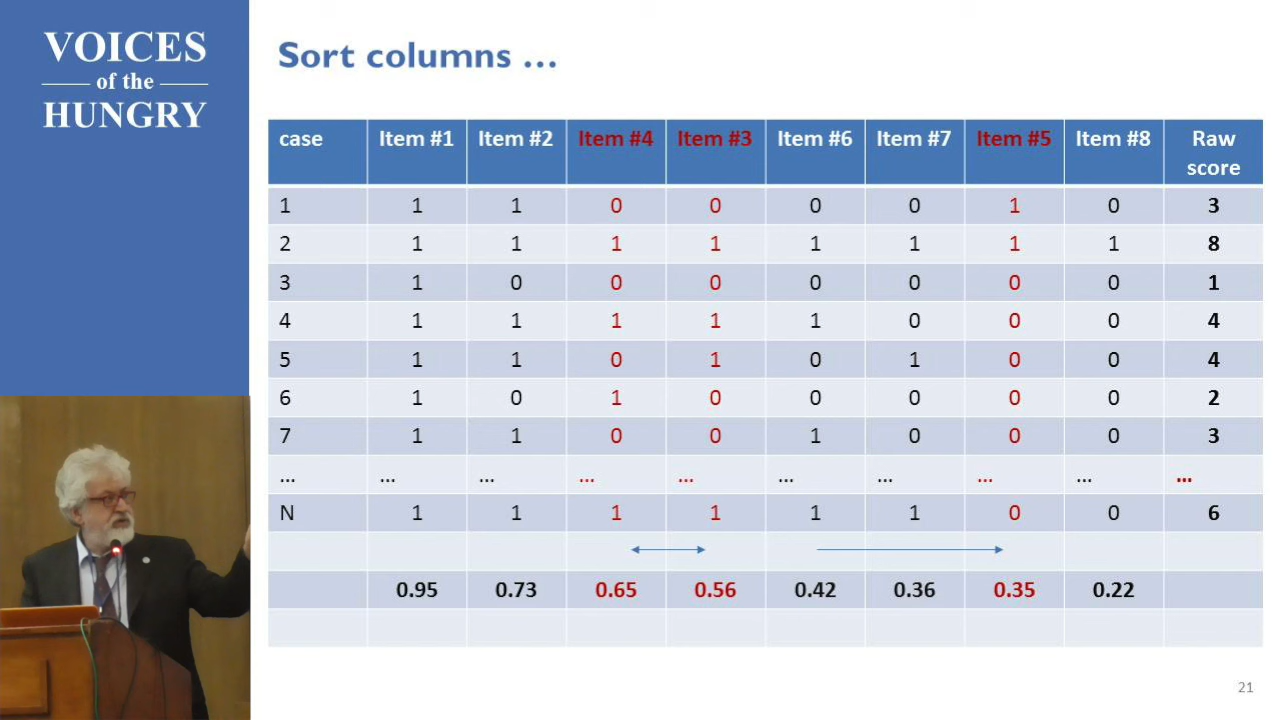 VOICES
of the
HUNGRY
Sort columns ...
case Item #1 Item #2 Item #4 Item #3 Item #6 Item #7 Item #5 Item #8 Raw score
1 1 1 0 0 0 0 1 0 3
2 1 1 1 1 1 1 1 1 8
3 1 0 0 0 0 0 0 0 1
4 1 1 1 1 1 0 0 0 4
5 1 1 0 1 0 1 0 0 4
6 1 0 1 0 0 0 0 0 2
7 1 1 0 0 1 0 0 0 3
... ... ... ... ... ... ... ... ... ...
N 1 1 1 1 1 1 0 0 6
0.95 0.73 0.65 0.56 0.42 0.36 0.35 0.22
21